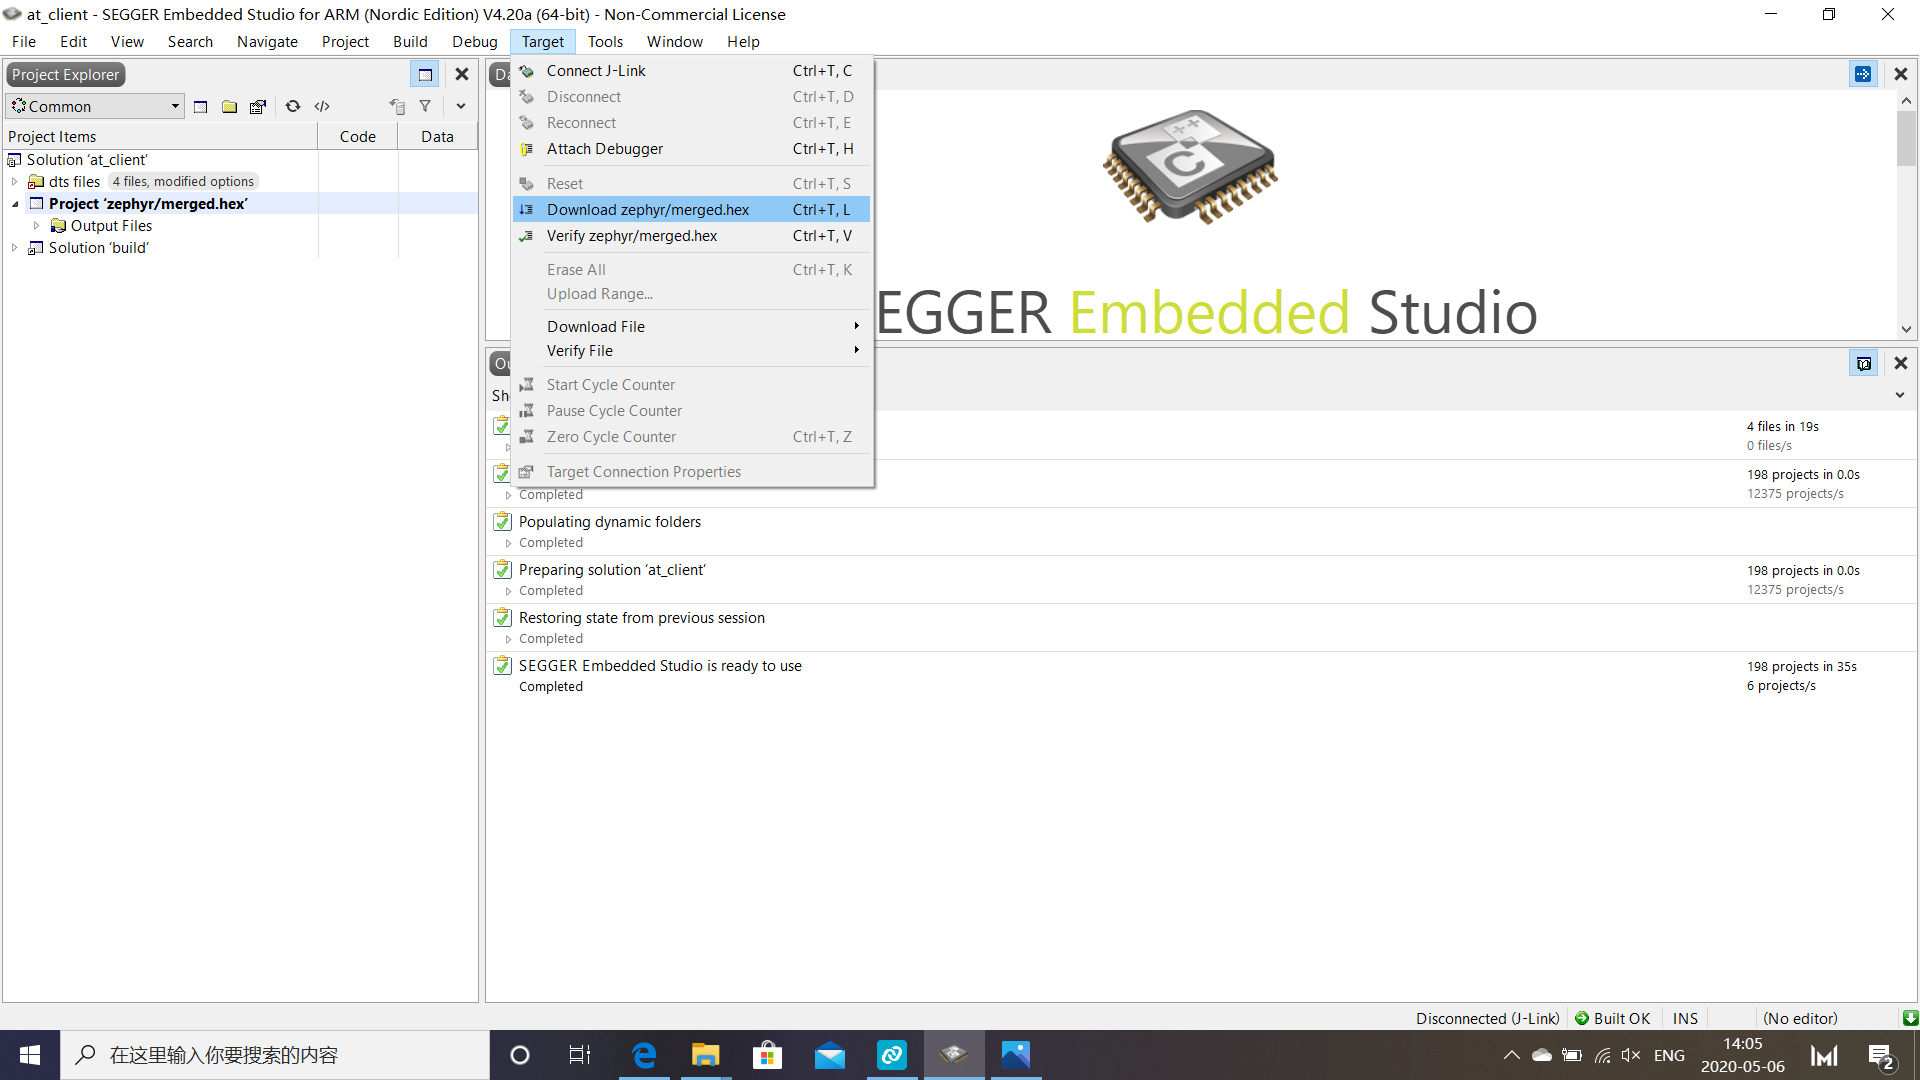 at_client - SEGGER Embedded Studio for ARM (Nordic Edition) V4.20a (64-bit) - Non-Commercial License
File Edit View Search Navigate Project Build Debug Target Tools Window Help
Project Explorer
Common
Project Items Code Data
Solution ‘at_client’
dts files 4 files, modified options
Project ‘zephyr/merged.hex’
Output Files
Solution ‘build’
Connect J-Link Ctrl+T, C
Disconnect Ctrl+T, D
Reconnect Ctrl+T, E
Attach Debugger Ctrl+T, H
Reset Ctrl+T, S
Download zephyr/merged.hex Ctrl+T, L
Verify zephyr/merged.hex Ctrl+T, V
Erase All Ctrl+T, K
Upload Range...
Download File
Verify File
Start Cycle Counter
Pause Cycle Counter
Zero Cycle Counter Ctrl+T, Z
Target Connection Properties
Da
C
++
EGGER Embedded Studio
Ou
Sh
4 files in 19s
0 files/s
198 projects in 0.0s
Completed 12375 projects/s
Populating dynamic folders
Completed
Preparing solution ‘at_client’ 198 projects in 0.0s
Completed 12375 projects/s
Restoring state from previous session
Completed
SEGGER Embedded Studio is ready to use 198 projects in 35s
Completed 6 projects/s
Disconnected (J-Link) Built OK INS (No editor)
在这里输入你要搜索的内容
ENG
14:05
2020-05-06
2